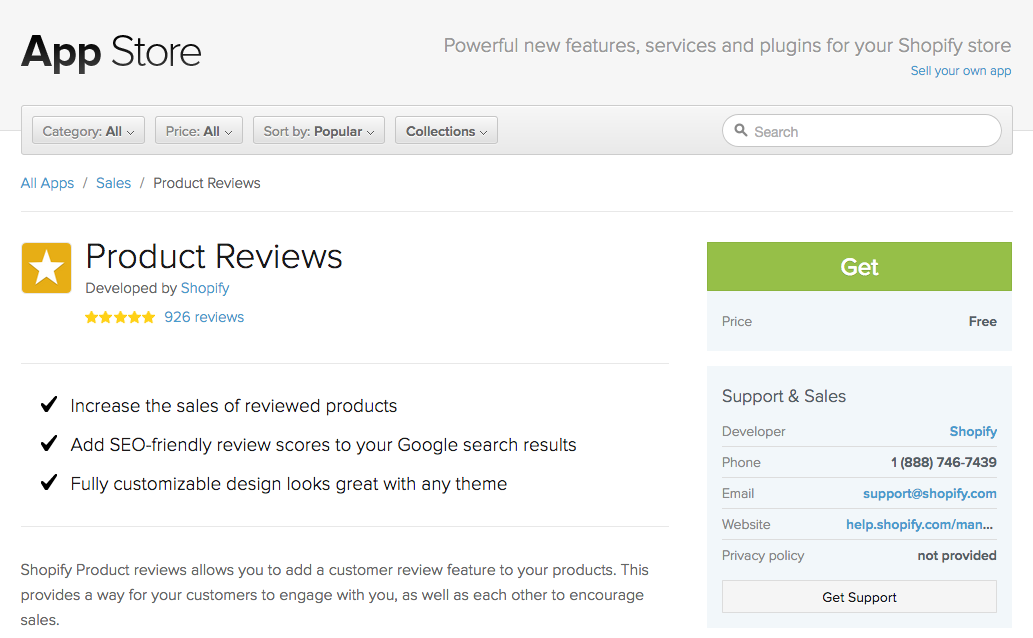 App Store
Powerful new features, services and plugins for your Shopify store
Sell your own app
Category: All
Price: All
Sort by: Popular
Collections
Search
All Apps / Sales / Product Reviews
Product Reviews
Developed by Shopify
926 reviews
Increase the sales of reviewed products
Add SEO-friendly review scores to your Google search results
Fully customizable design looks great with any theme
Shopify Product reviews allows you to add a customer review feature to your products. This
provides a way for your customers to engage with you, as well as each other to encourage
sales.
Get
Price Free
Support & Sales
Developer Shopify
Phone 1 (888) 746-7439
Email support@shopify.com
Website help.shopify.com/man...
Privacy policy not provided
Get Support